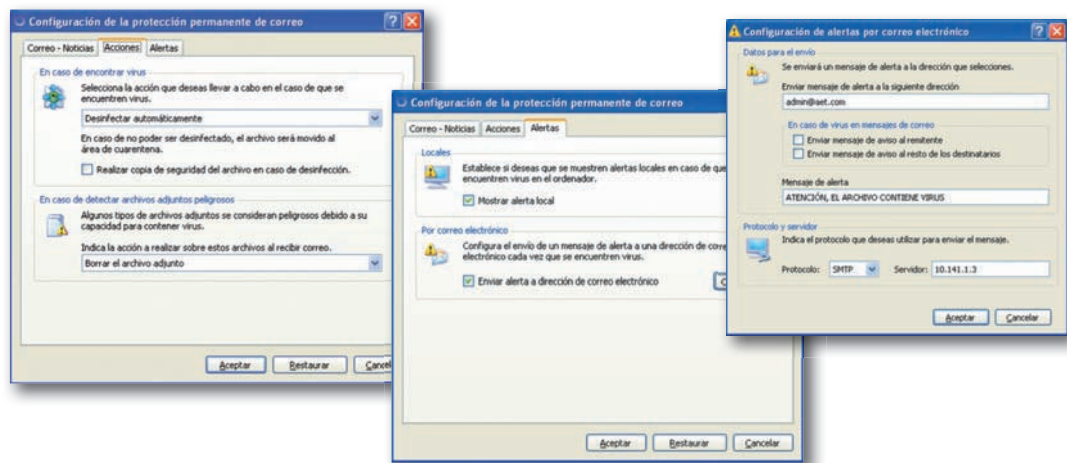 Configuración de la protección permanente de correo
Correo - Noticias Acciones Alertas
En caso de encontrar virus
Selecciona la acción que deseas llevar a cabo en el caso de que se
encuentren virus.
Desinfectar automáticamente
En caso de no poder ser desinfectado, el archivo será movido al
área de cuarentena.
Realizar copia de seguridad del archivo en caso de desinfección.
En caso de detectar archivos adjuntos peligrosos
Algunos tipos de archivos adjuntos se consideran peligrosos debido a su
capacidad para contener virus.
Indica la acción a realizar sobre estos archivos al recibir correo.
Borrar el archivo adjunto
Aceptar Restaurar Cancel
Configuración de la protección permanente de correo
Correo - Noticias Acciones Alertas
Locales
Establece si deseas que se muestren alertas locales en caso de que
encuentren virus en el ordenador.
Mostrar alerta local
Por correo electrónico
Configura el envío de un mensaje de alerta a una dirección de corre
electrónico cada vez que se encuentren virus.
Enviar alerta a dirección de correo electrónico
Aceptar Restaurar Cancelar
Configuración de alertas por correo electrónico
Datos para el envío
Se enviará un mensaje de alerta a la dirección que selecciones.
Enviar mensaje de alerta a la siguiente dirección
admin@aet.com
En caso de virus en mensajes de correo
Enviar mensaje de aviso al remitente
Enviar mensaje de aviso al resto de los destinatarios
Mensaje de alerta
ATENCIÓN, EL ARCHIVO CONTIENE VIRUS
Protocolo y servidor
Indica el protocolo que deseas utilizar para enviar el mensaje.
Protocolo: SMTP Servidor: 10.141.1.3
Aceptar Cancelar